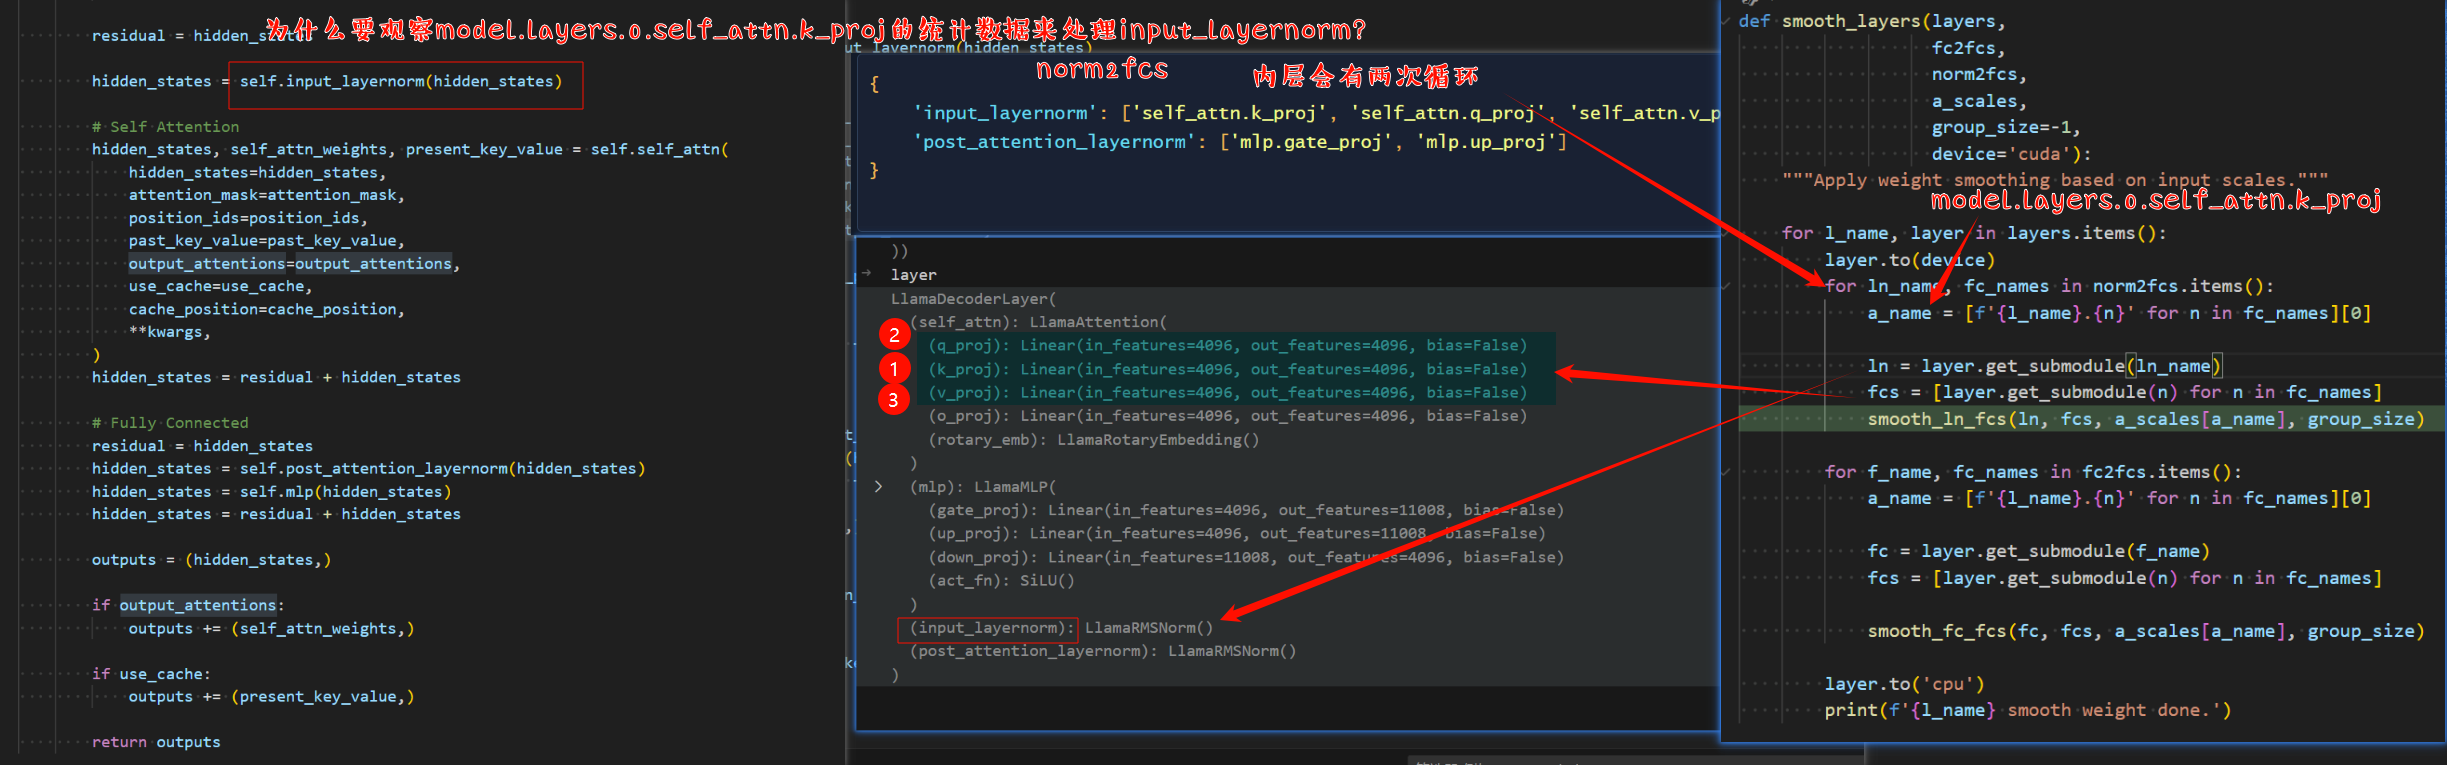 为什么要观察model.layers.0.self_attn.k_proj的统计数据来处理input_layernorm?
residual = hidden_states
hidden_states = self.input_layernorm(hidden_states)
# Self Attention
hidden_states, self_attn_weights, present_key_value = self.self_attn(
hidden_states=hidden_states,
attention_mask=attention_mask,
position_ids=position_ids,
past_key_value=past_key_value,
output_attentions=output_attentions,
use_cache=use_cache,
cache_position=cache_position,
**kwargs,
)
hidden_states = residual + hidden_states
# Fully Connected
residual = hidden_states
hidden_states = self.post_attention_layernorm(hidden_states)
hidden_states = self.mlp(hidden_states)
hidden_states = residual + hidden_states
outputs = (hidden_states,)
if output_attentions:
outputs += (self_attn_weights,)
if use_cache:
outputs += (present_key_value,)
return outputs
ut_layernorm(hidden_states)
norm2fcs
内层会有两次循环
{
'input_layernorm': ['self_attn.k_proj', 'self_attn.q_proj', 'self_attn.v_p
'post_attention_layernorm': ['mlp.gate_proj', 'mlp.up_proj']
}
))
layer
LlamaDecoderLayer(
(self_attn): LlamaAttention(
2 (q_proj): Linear(in_features=4096, out_features=4096, bias=False)
1 (k_proj): Linear(in_features=4096, out_features=4096, bias=False)
3 (v_proj): Linear(in_features=4096, out_features=4096, bias=False)
(o_proj): Linear(in_features=4096, out_features=4096, bias=False)
(rotary_emb): LlamaRotaryEmbedding()
)
(mlp): LlamaMLP(
(gate_proj): Linear(in_features=4096, out_features=11008, bias=False)
(up_proj): Linear(in_features=4096, out_features=11008, bias=False)
(down_proj): Linear(in_features=11008, out_features=4096, bias=False)
(act_fn): SiLU()
)
(input_layernorm): LlamaRMSNorm()
(post_attention_layernorm): LlamaRMSNorm()
)
def smooth_layers(layers,
fc2fcs,
norm2fcs,
a_scales,
group_size=-1,
device='cuda'):
"""Apply weight smoothing based on input scales."""
model.layers.0.self_attn.k_proj
for l_name, layer in layers.items():
layer.to(device)
for ln_name, fc_names in norm2fcs.items():
a_name = [f'{l_name}.{n}' for n in fc_names][0]
ln = layer.get_submodule(ln_name)
fcs = [layer.get_submodule(n) for n in fc_names]
smooth_ln_fcs(ln, fcs, a_scales[a_name], group_size)
for f_name, fc_names in fc2fcs.items():
a_name = [f'{l_name}.{n}' for n in fc_names][0]
fc = layer.get_submodule(f_name)
fcs = [layer.get_submodule(n) for n in fc_names]
smooth_fc_fcs(fc, fcs, a_scales[a_name], group_size)
layer.to('cpu')
print(f'{l_name} smooth weight done.')